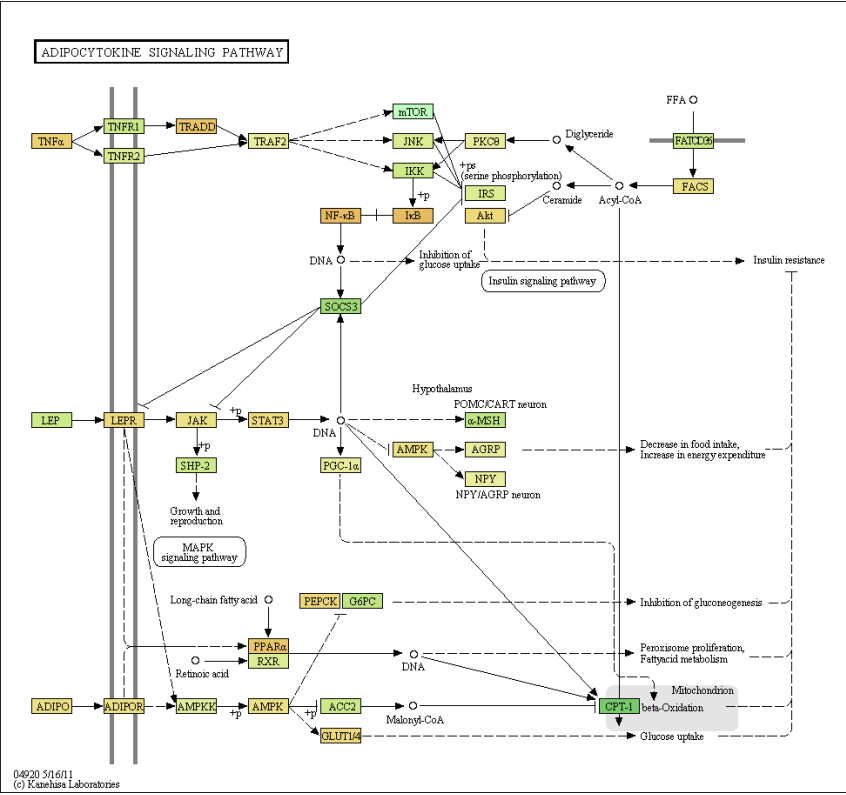 ADIPOCYTOKINE SIGNALING PATHWAY
FFA
TNFα
TNFR1
TNFR2
TRADD
TRAF2
mTOR
JNK
IKK
PKCθ
Diglyceride
FACS
+ps
(serine phosphorylation)
IRS
Ceramide
Acyl-CoA
+p
NF-κB
IκB
Akt
DNA
Inhibition of
glucose uptake
Insulin signaling pathway
Insulin resistance
SOCS3
Hypothalamus
POMC/CART neuron
LEP
LEPR
JAK
+p
STAT3
DNA
α-MSH
+p
SHP-2
PGC-1α
AMPK
AGRP
NPY
NPY/AGRP neuron
Decrease in food intake,
Increase in energy expenditure
Growth and
reproduction
MAPK
signaling pathway
Long-chain fatty acid
PEPCK
G6PC
Inhibition of gluconeogenesis
PPARα
RXR
Retinoic acid
DNA
Peroxisome proliferation,
Fattyacid metabolism
Mitochondrion
ADIPO
ADIPOR
AMPKK
+p
AMPK
+p
ACC2
Malonyl-CoA
CPT-1
beta-Oxidation
GLUT1/4
Glucose uptake
04920 5/16/11
(c) Kanehisa Laboratories